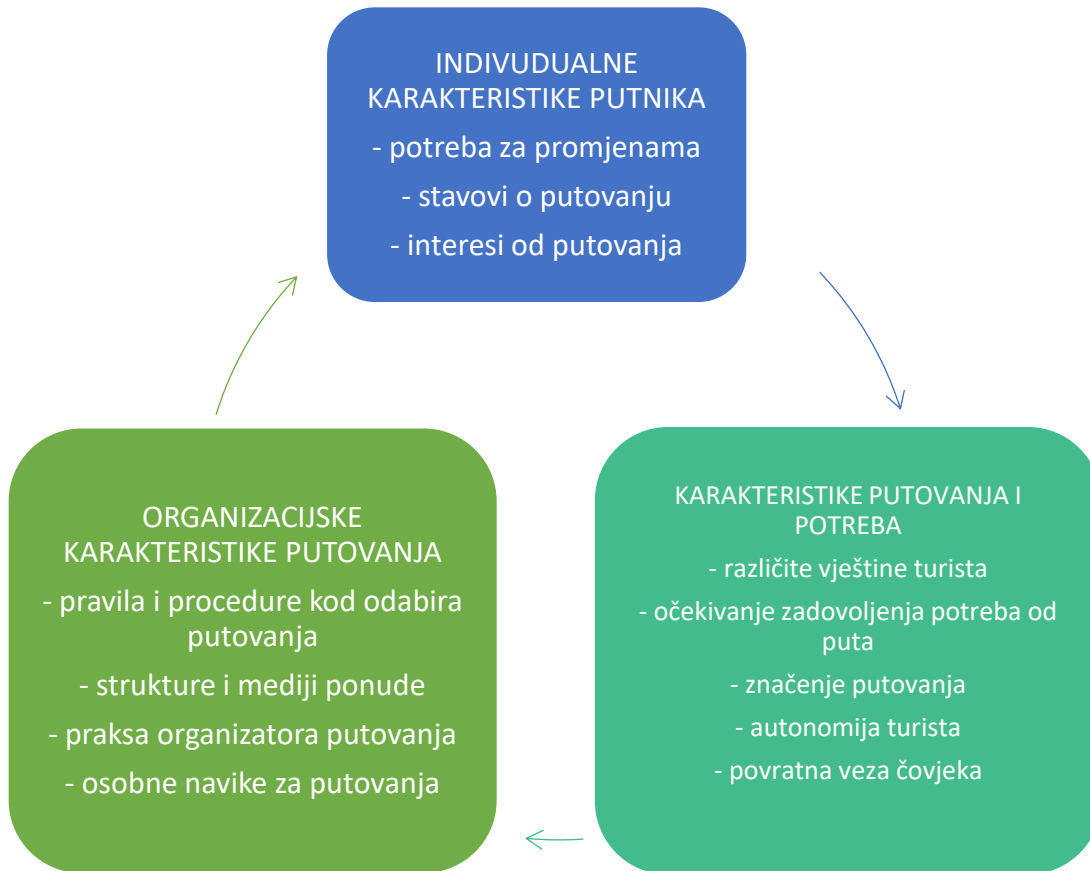 INDIVUDUALNE
KARAKTERISTIKE PUTNIKA
- potreba za promjenama
- stavovi o putovanju
- interesi od putovanja
ORGANIZACIJSKE
KARAKTERISTIKE PUTOVANJA
- pravila i procedure kod odabira
putovanja
- strukture i mediji ponude
- praksa organizatora putovanja
- osobne navike za putovanja
KARAKTERISTIKE PUTOVANJA I
POTREBA
- različite vještine turista
- očekivanje zadovoljenja potreba od
puta
- značenje putovanja
- autonomija turista
- povratna veza čovjeka